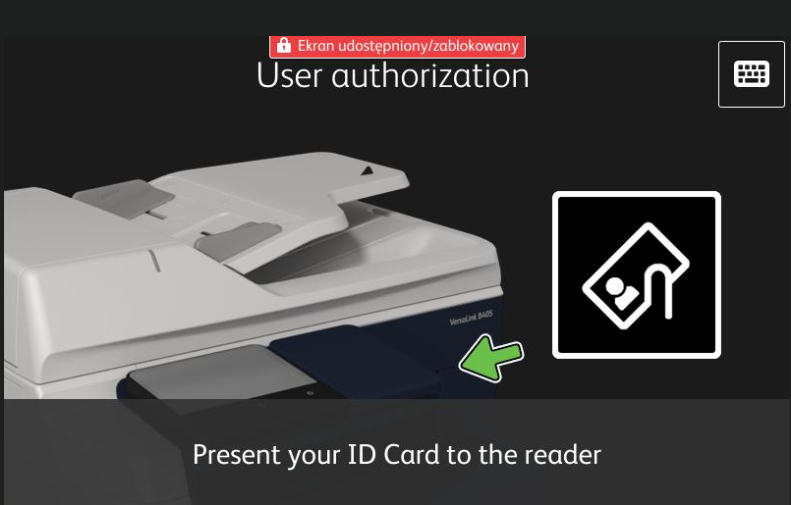 Ekran udostępniony/zablokowany
User authorization
VersaLink B405
Present your ID Card to the reader